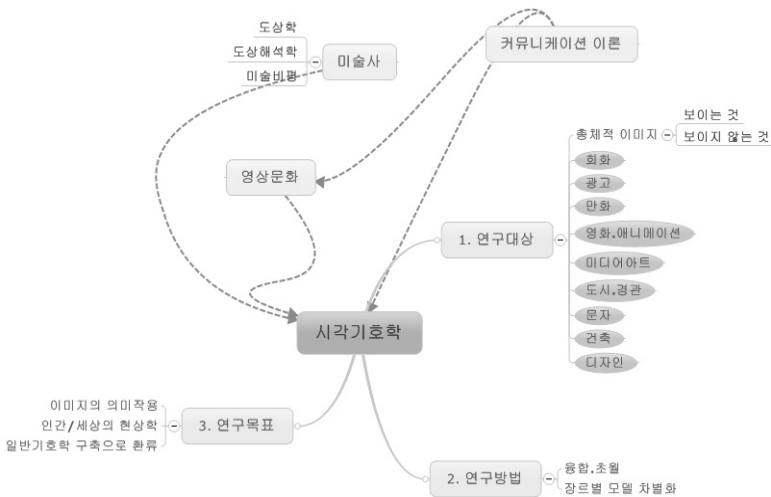 도상학
도상해석학
미술비평
미술사
커뮤니케이션 이론
영상문화
시각기호학
1. 연구대상
총체적 이미지
보이는 것
보이지 않는 것
회화
광고
만화
영화.애니메이션
미디어아트
도시.경관
문자
건축
디자인
3. 연구목표
이미지의 의미작용
인간/세상의 현상학
일반기호학 구축으로 환류
2. 연구방법
융합.초월
장르별 모델 차별화